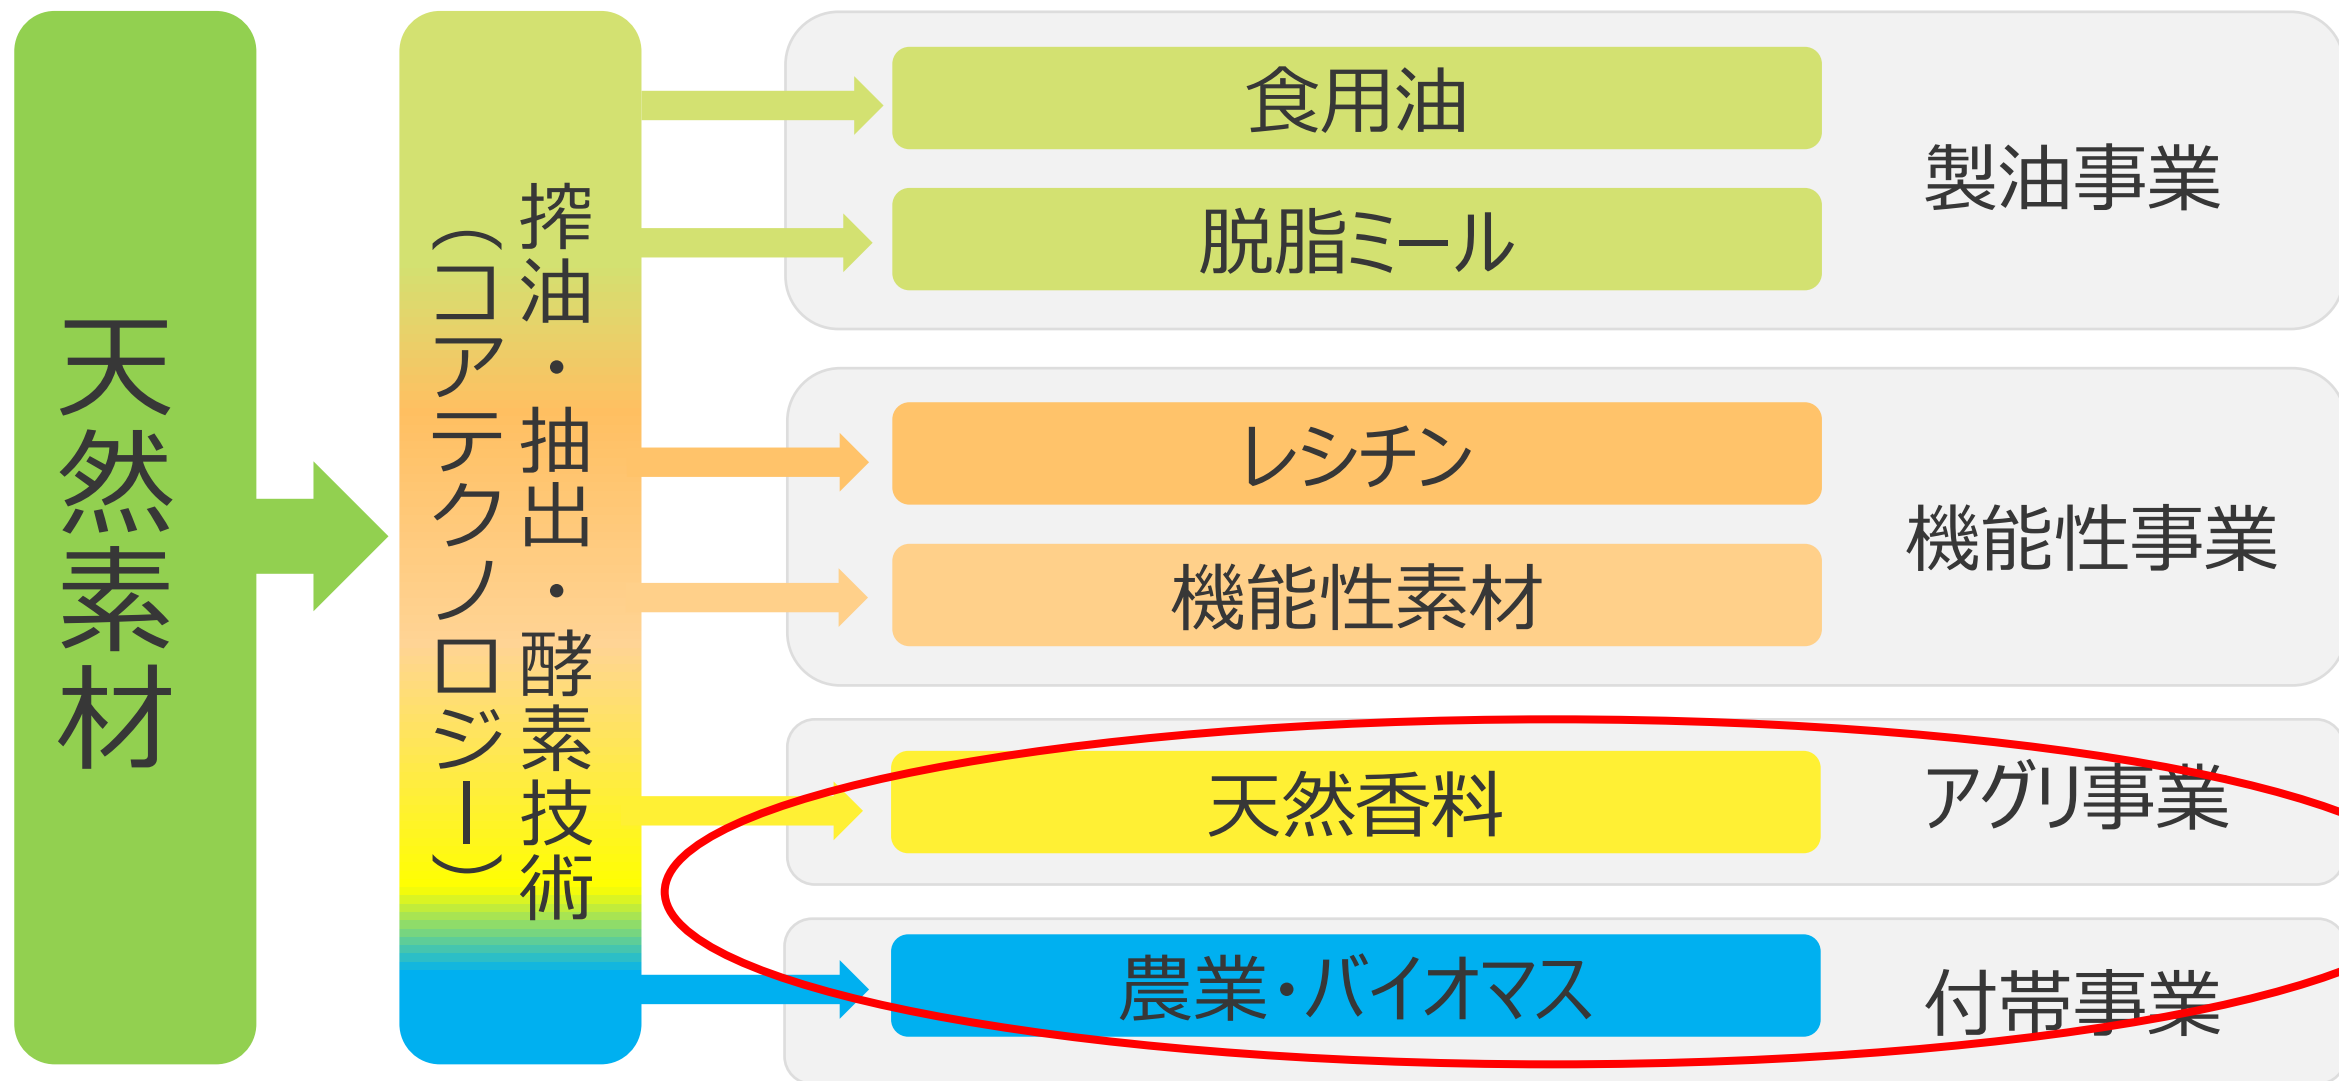 天然素材
搾油・抽出・酵素技術
（コアテクノロジー）
食用油
脱脂ミール
製油事業
レシチン
機能性素材
機能性事業
天然香料
アグリ事業
農業・バイオマス
付帯事業